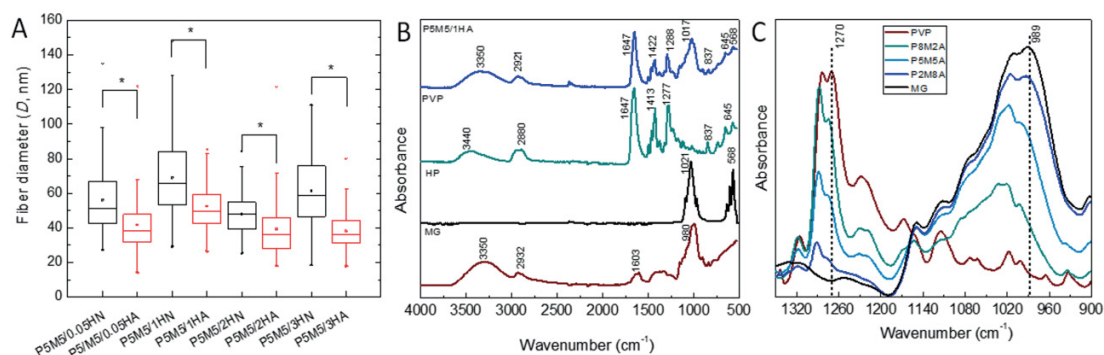 A
Fiber diameter (D, nm)
160
140
120
100
80
60
40
20
0
*
*
*
*
P5M5/0.05HN
P5/M5/0.05HA
P5M5/1HN
P5M5/1HA
P5M5/2HN
P5M5/2HA
P5M5/3HN
P5M5/3HA
B
Absorbance
P5M5/1HA
3350
2921
1647
1422
1288
1017
837
645
568
PVP
3440
2880
1647
1413
1277
837
645
HP
1021
568
MG
3350
2932
1603
980
4000 3500 3000 2500 2000 1500 1000 500
Wavenumber (cm-1)
C
Absorbance
1270
989
PVP
P8M2A
P5M5A
P2M8A
MG
1320 1260 1200 1140 1080 1020 960 900
Wavenumber (cm-1)